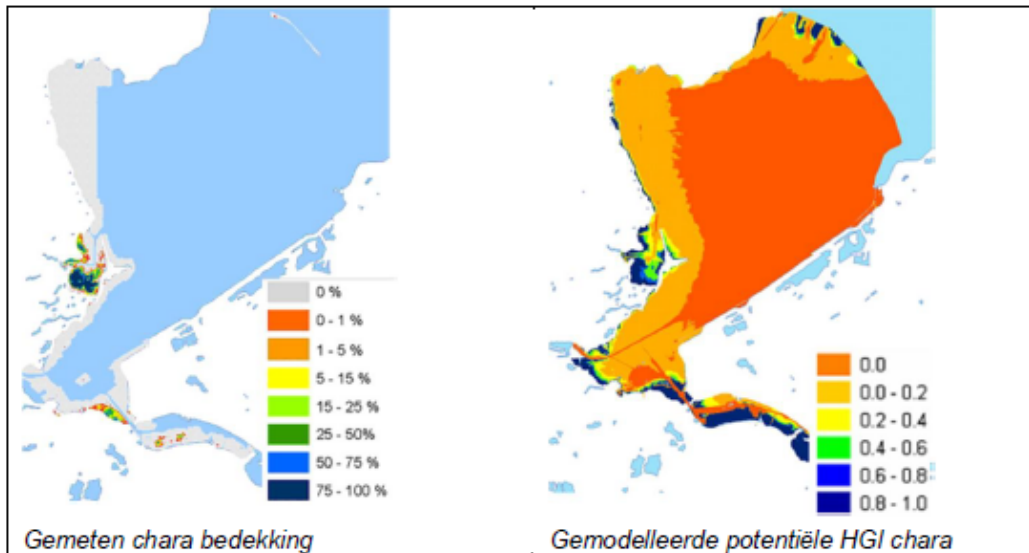 0 %
0 - 1 %
1 - 5 %
5 - 15 %
15 - 25 %
25 - 50%
50 - 75 %
75 - 100 %
Gemeten chara bedekking
0.0
0.0 - 0.2
0.2 - 0.4
0.4 - 0.6
0.6 - 0.8
0.8 - 1.0
Gemodelleerde potentiële HGI chara